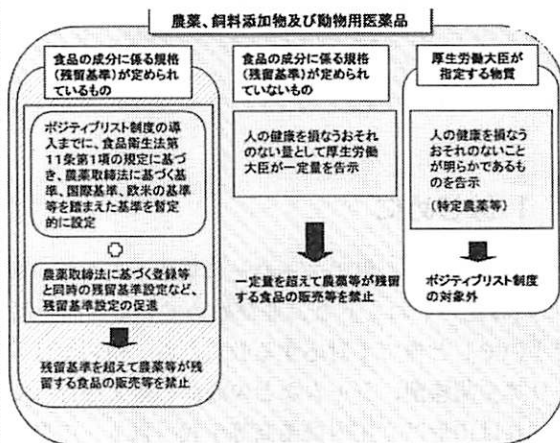 農薬、飼料添加物及び動物用医薬品
食品の成分に係る規格
(残留基準)が定められ
ているもの
ポジティブリスト制度の導
入までに、食品衛生法第
11条第1項の規定に基づ
き、農薬取締法に基づく基
準、国際基準、欧米の基準
等を踏まえた基準を暫定
的に設定
農薬取締法に基づく登録等
と同時の残留基準設定など、
残留基準設定の促進
残留基準を超えて農薬等が残
留する食品の販売等を禁止
食品の成分に係る規格
(残留基準)が定められ
ていないもの
人の健康を損なうおそれ
のない量として厚生労働
大臣が一定量を告示
一定量を超えて農薬等が残留
する食品の販売等を禁止
厚生労働大臣が
指定する物質
人の健康を損なう
おそれのないこと
が明らかであるも
のを告示
(特定農薬等)
ポジティブリスト制度
の対象外